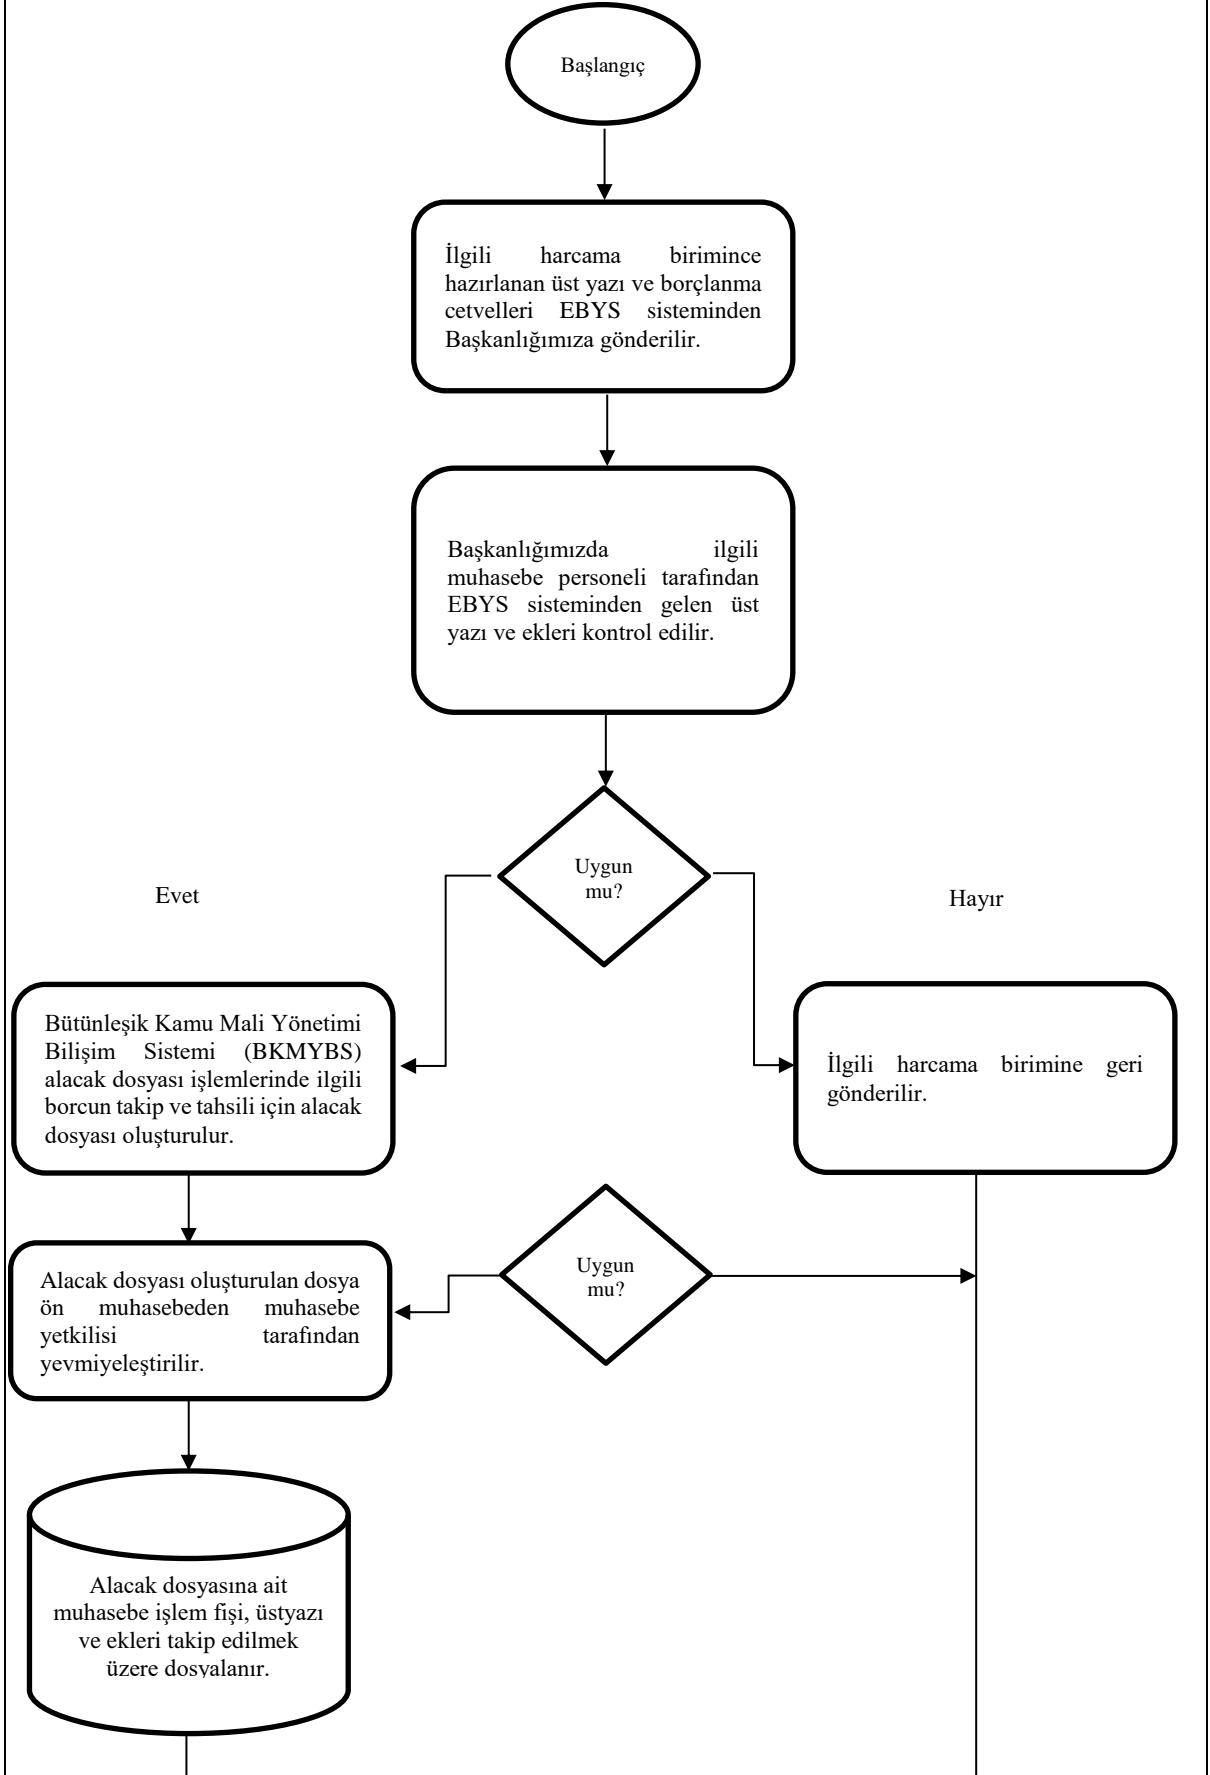 Başlangıç
İlgili harcama birimince
hazırlanan üst yazı ve borçlanma
cetvelleri EBYS sisteminden
Başkanlığımıza gönderilir.
Başkanlığımızda ilgili
muhasebe personeli tarafından
EBYS sisteminden gelen üst
yazı ve ekleri kontrol edilir.
Uygun
mu?
Evet
Hayır
Bütünleşik Kamu Mali Yönetimi
Bilişim Sistemi (BKMYBS)
alacak dosyası işlemlerinde ilgili
borcun takip ve tahsili için alacak
dosyası oluşturulur.
İlgili harcama birimine geri
gönderilir.
Uygun
mu?
Alacak dosyası oluşturulan dosya
ön muhasebeden muhasebe
yetkilisi tarafından
yevmiyeleştirilir.
Alacak dosyasına ait
muhasebe işlem fişi, üstyazı
ve ekleri takip edilmek
üzere dosyalanır.